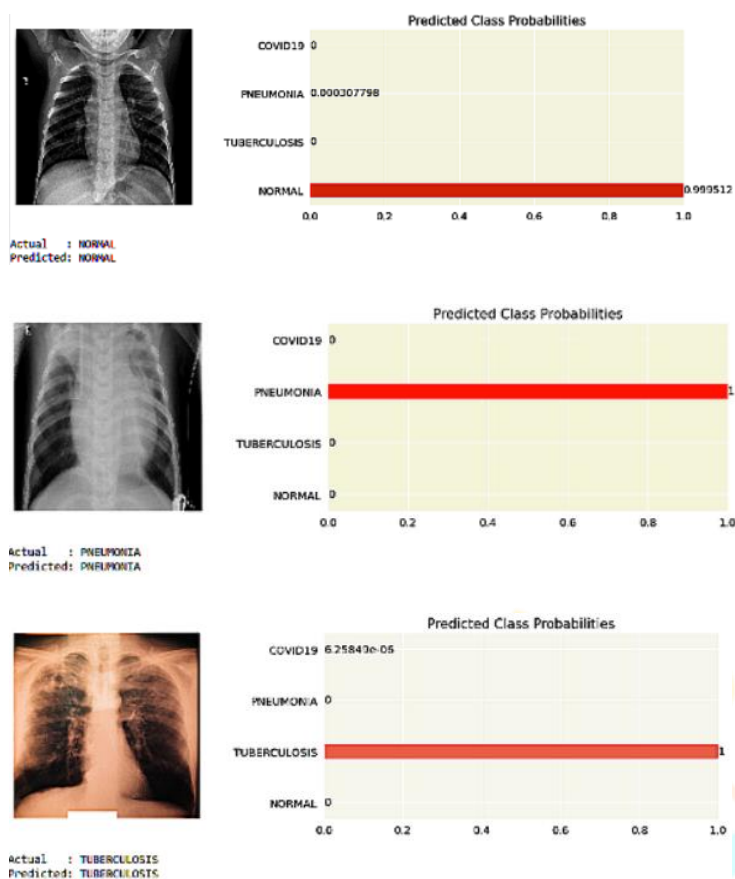 Predicted Class Probabilities
COVID19 0
PNEUMONIA 0.000307798
TUBERCULOSIS 0
NORMAL 0.999512
0.0 0.2 0.4 0.6 0.8 1.0
Actual : NORMAL
Predicted: NORMAL
Predicted Class Probabilities
COVID19 0
PNEUMONIA 1
TUBERCULOSIS 0
NORMAL 0
0.0 0.2 0.4 0.6 0.8 1.0
Actual : PNEUMONIA
Predicted: PNEUMONIA
Predicted Class Probabilities
COVID19
PNEUMONIA 0
TUBERCULOSIS 1
NORMAL 0
0.0 0.2 0.4 0.6 0.8 1.0
Actual : TUBERCULOSIS
Predicted: TUBERCULOSIS